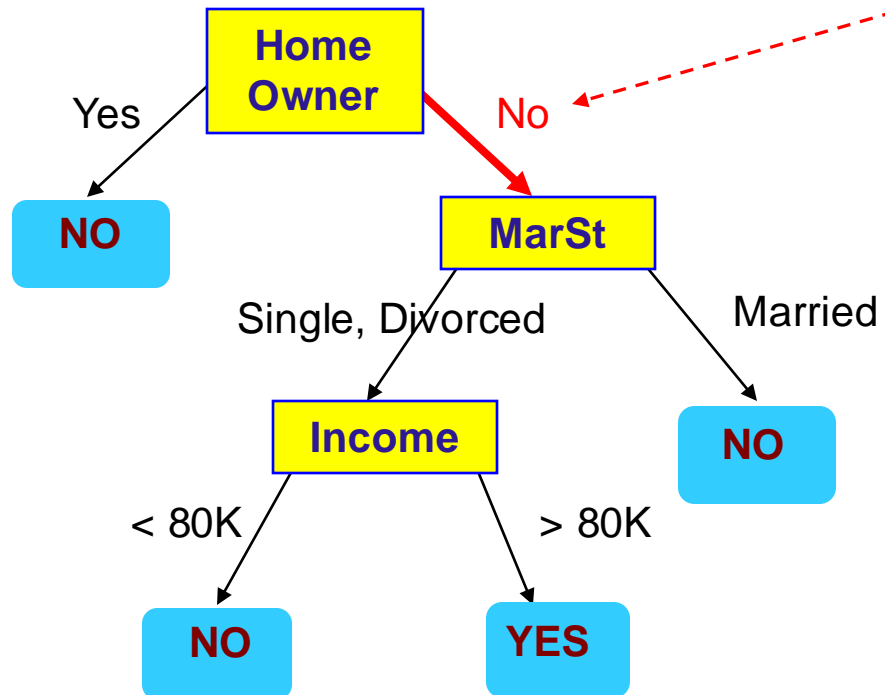 Home
Owner
Yes
No
NO
MarSt
Single, Divorced
Married
Income
NO
< 80K
> 80K
NO
YES